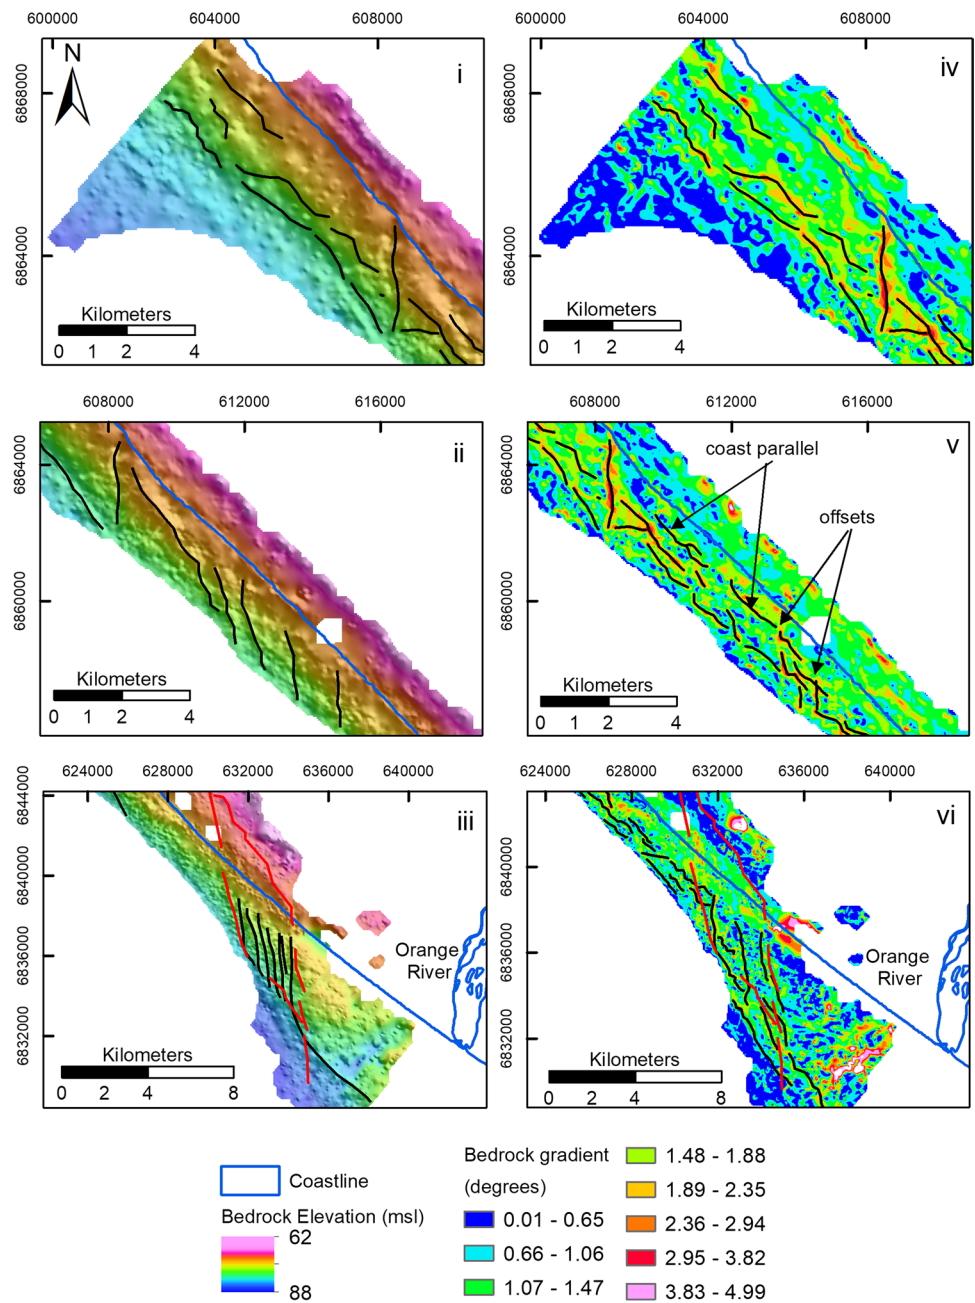 600000 604000 608000
N
i
6868000
6864000
Kilometers
0 1 2 4
600000 604000 608000
iv
6868000
6864000
Kilometers
0 1 2 4
608000 612000 616000
ii
6864000
6860000
Kilometers
0 1 2 4
608000 612000 616000
v
coast parallel
offsets
6864000
6860000
Kilometers
0 1 2 4
624000 628000 632000 636000 640000
iii
6844000
6840000
6836000
6832000
Orange
River
Kilometers
0 2 4 8
624000 628000 632000 636000 640000
vi
6840000
6836000
6832000
Orange
River
Kilometers
0 2 4 8
Coastline
Bedrock Elevation (msl)
62
88
Bedrock gradient
(degrees)
0.01 - 0.65
0.66 - 1.06
1.07 - 1.47
1.48 - 1.88
1.89 - 2.35
2.36 - 2.94
2.95 - 3.82
3.83 - 4.99